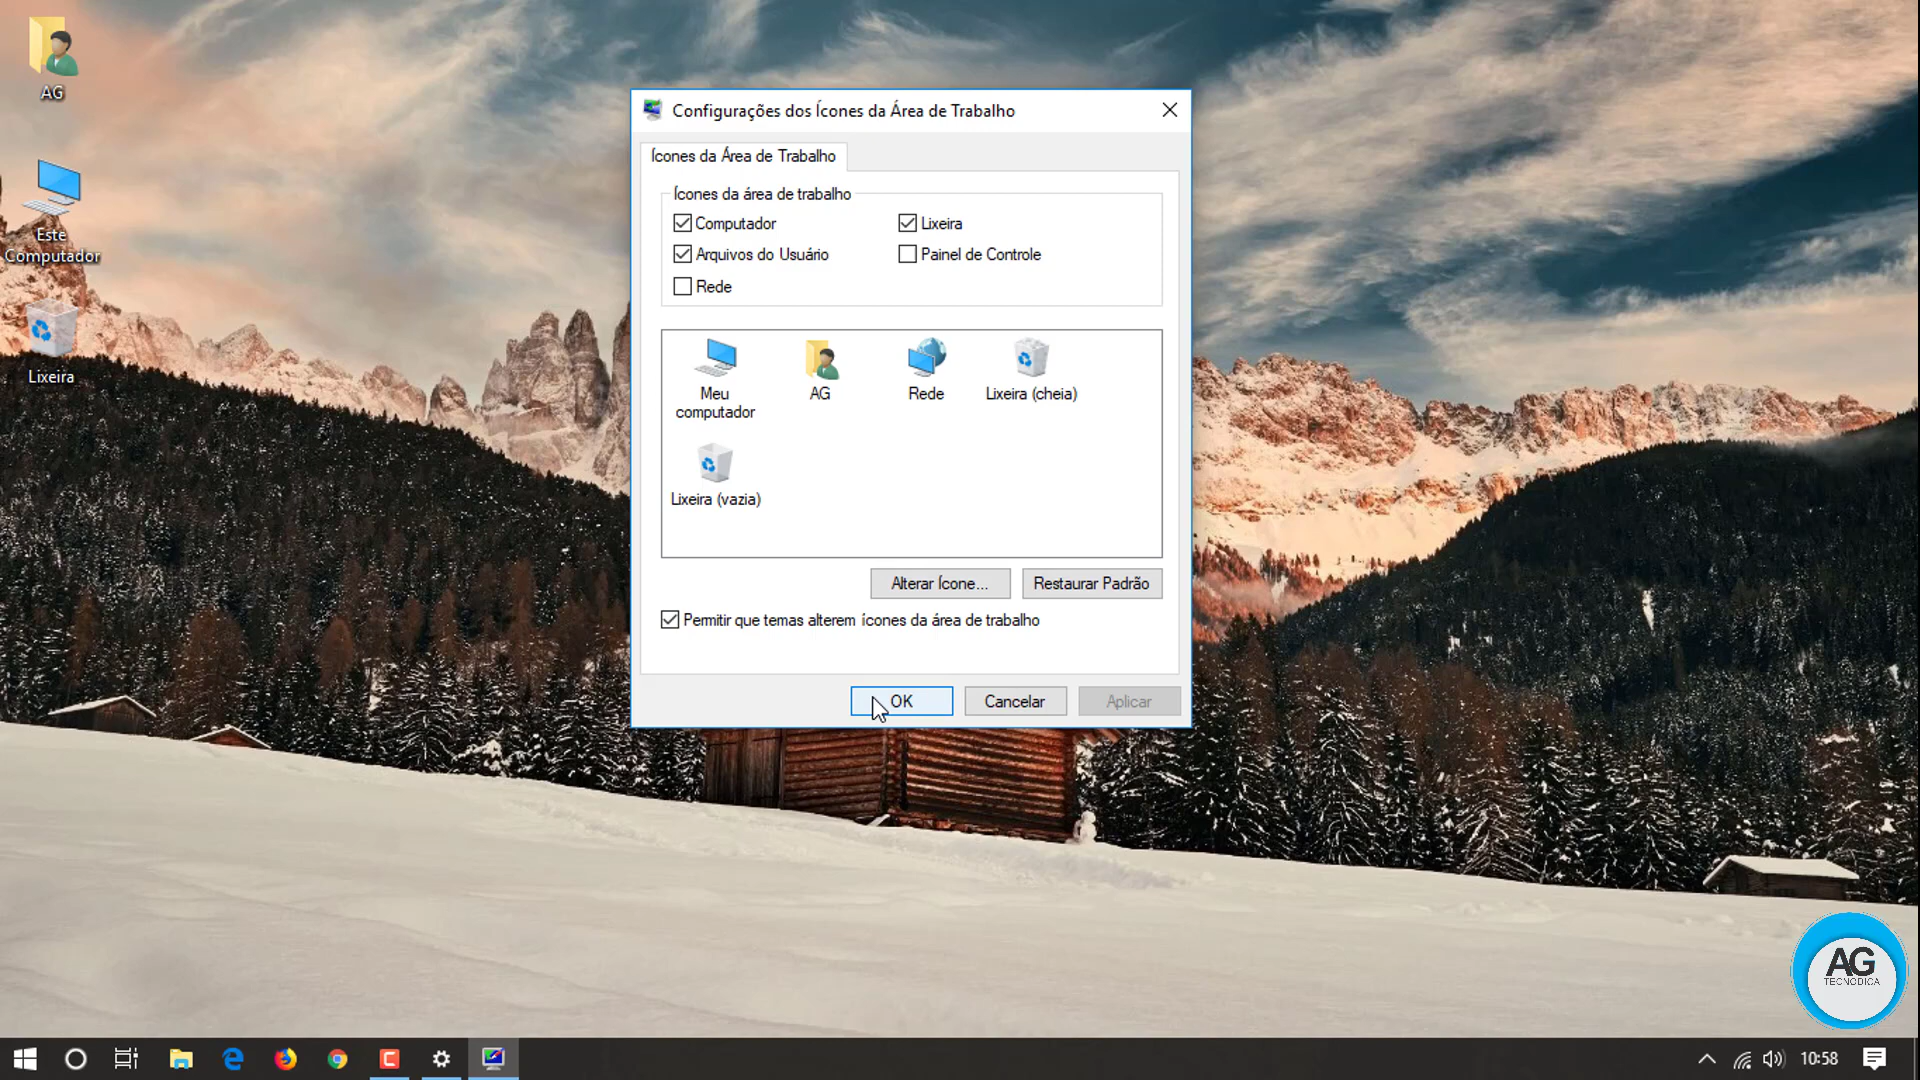 AG
Este
Computador
Lixeira
Configurações dos Ícones da Área de Trabalho
Ícones da Área de Trabalho
Ícones da área de trabalho
Computador
Lixeira
Arquivos do Usuário
Painel de Controle
Rede
Meu
computador
AG
Rede
Lixeira (cheia)
Lixeira (vazia)
Alterar Ícone...
Restaurar Padrão
Permitir que temas alterem ícones da área de trabalho
OK
Cancelar
Aplicar
AG
TECNODICA
10:58